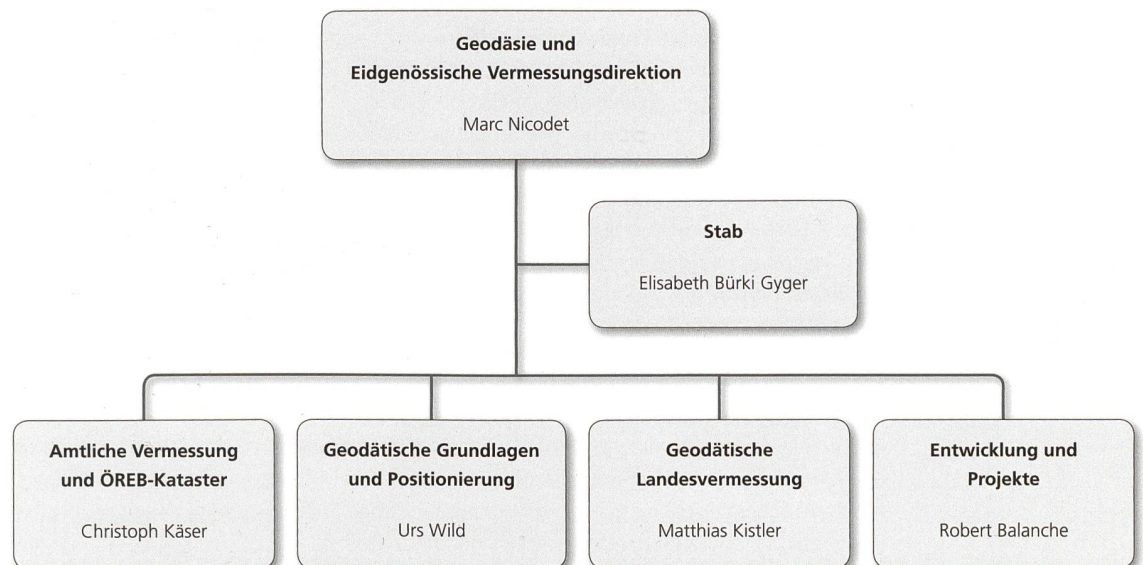 Geodäsie und
Eidgenössische Vermessungsdirektion
Marc Nicodet
Stab
Elisabeth Bürki Gyger
Amtliche Vermessung
und ÖREB-Kataster
Christoph Käser
Geodätische Grundlagen
und Positionierung
Urs Wild
Geodätische
Landesvermessung
Matthias Kistler
Entwicklung und
Projekte
Robert Balanche